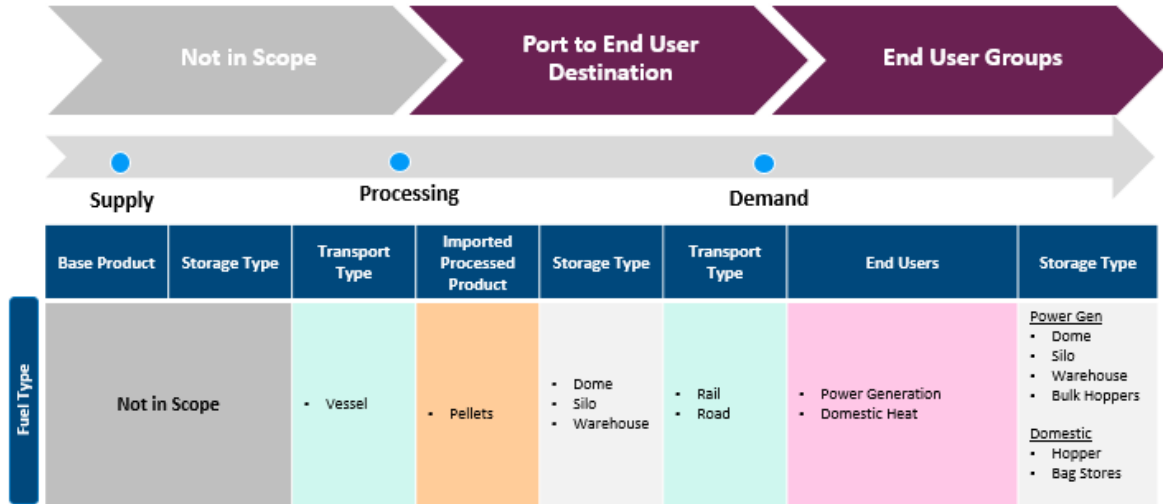 Not in Scope
Port to End User
Destination
End User Groups
Supply
Processing
Demand
Base Product
Storage Type
Transport
Type
Imported
Processed
Product
Storage Type
Transport
Type
End Users
Storage Type
Fuel Type
Not in Scope
▪ Vessel
▪ Pellets
▪ Dome
▪ Silo
▪ Warehouse
▪ Rail
▪ Road
▪ Power Generation
▪ Domestic Heat
Power Gen
▪ Dome
▪ Silo
▪ Warehouse
▪ Bulk Hoppers
Domestic
▪ Hopper
▪ Bag Stores